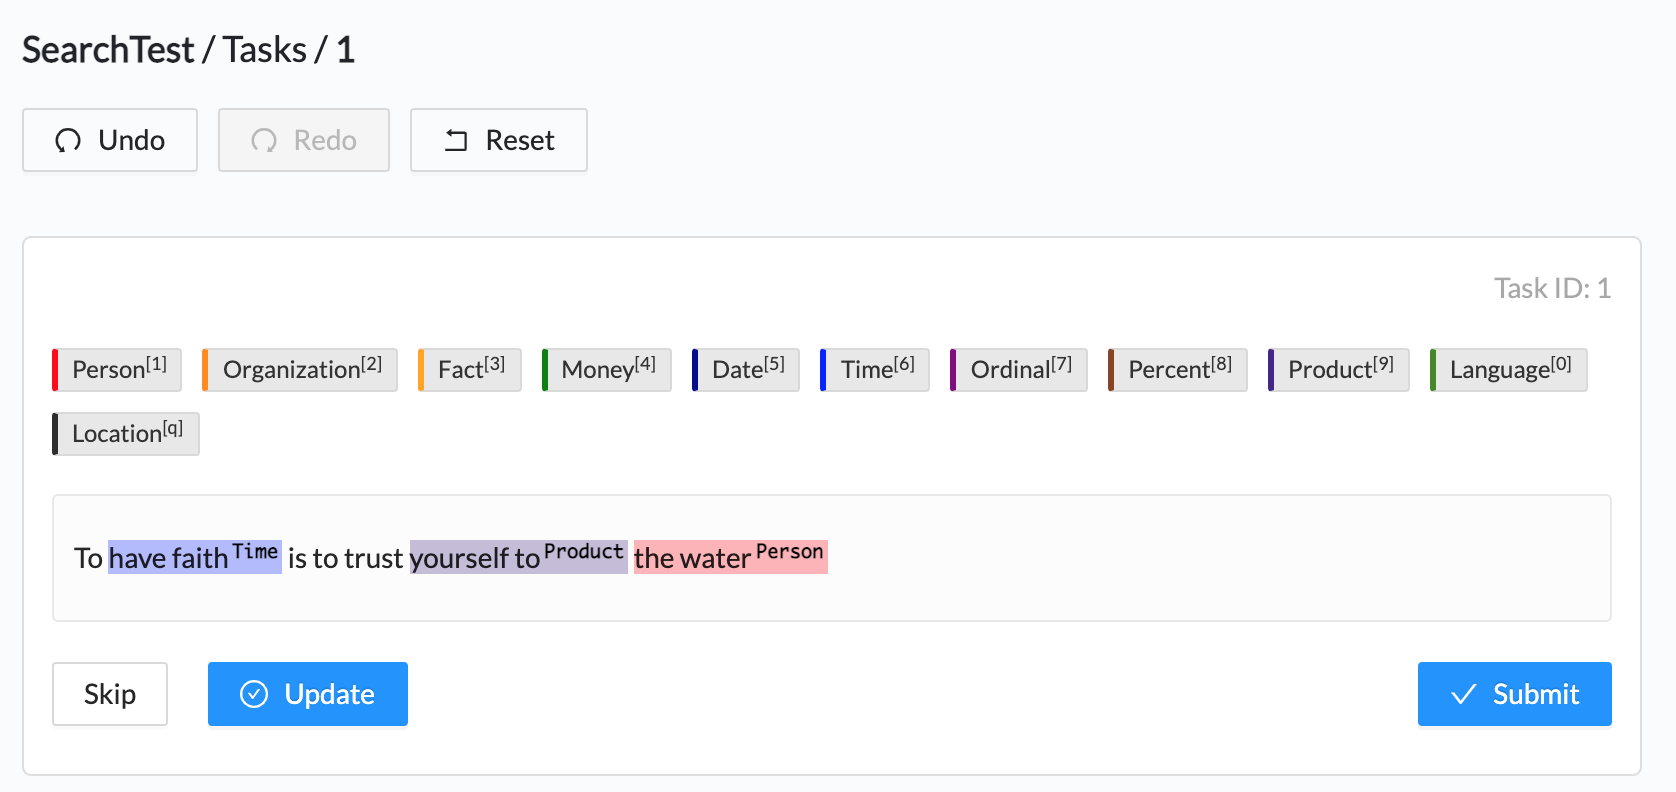 SearchTest / Tasks / 1
Undo Redo Reset
Task ID: 1
Person[1] Organization[2] Fact[3] Money[4] Date[5] Time[6] Ordinal[7] Percent[8] Product[9] Language[0]
Location[q]
To have faith Time is to trust yourself to Product the water Person
Skip Update Submit